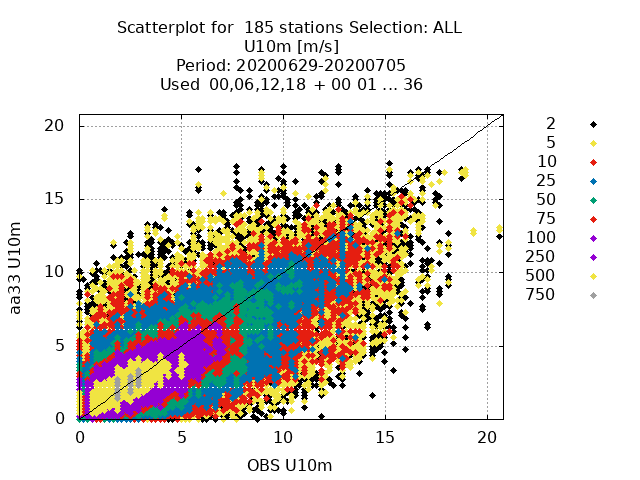 Scatterplot for  185 stations Selection: ALL
U10m [m/s]
Period: 20200629-20200705
Used  00,06,12,18 + 00 01 ... 36
20
15
10
5
0
0 5 10 15 20
aa33 U10m
OBS U10m
2
5
10
25
50
75
100
250
500
750